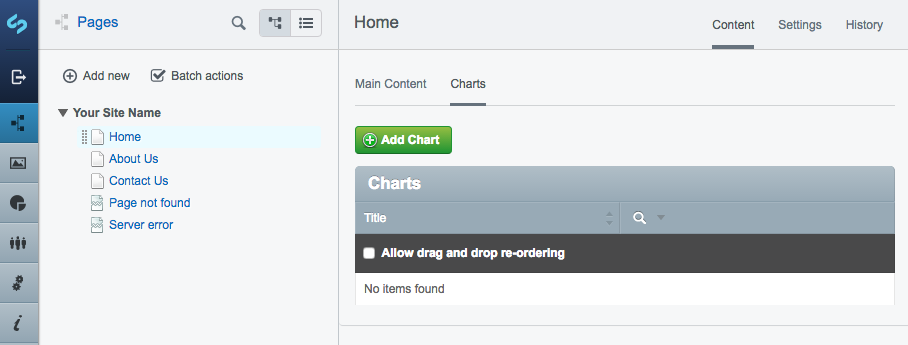 Pages
Add new
Batch actions
Your Site Name
Home
About Us
Contact Us
Page not found
Server error
Home
Content
Settings
History
Main Content
Charts
Add Chart
Charts
Title
Allow drag and drop re-ordering
No items found